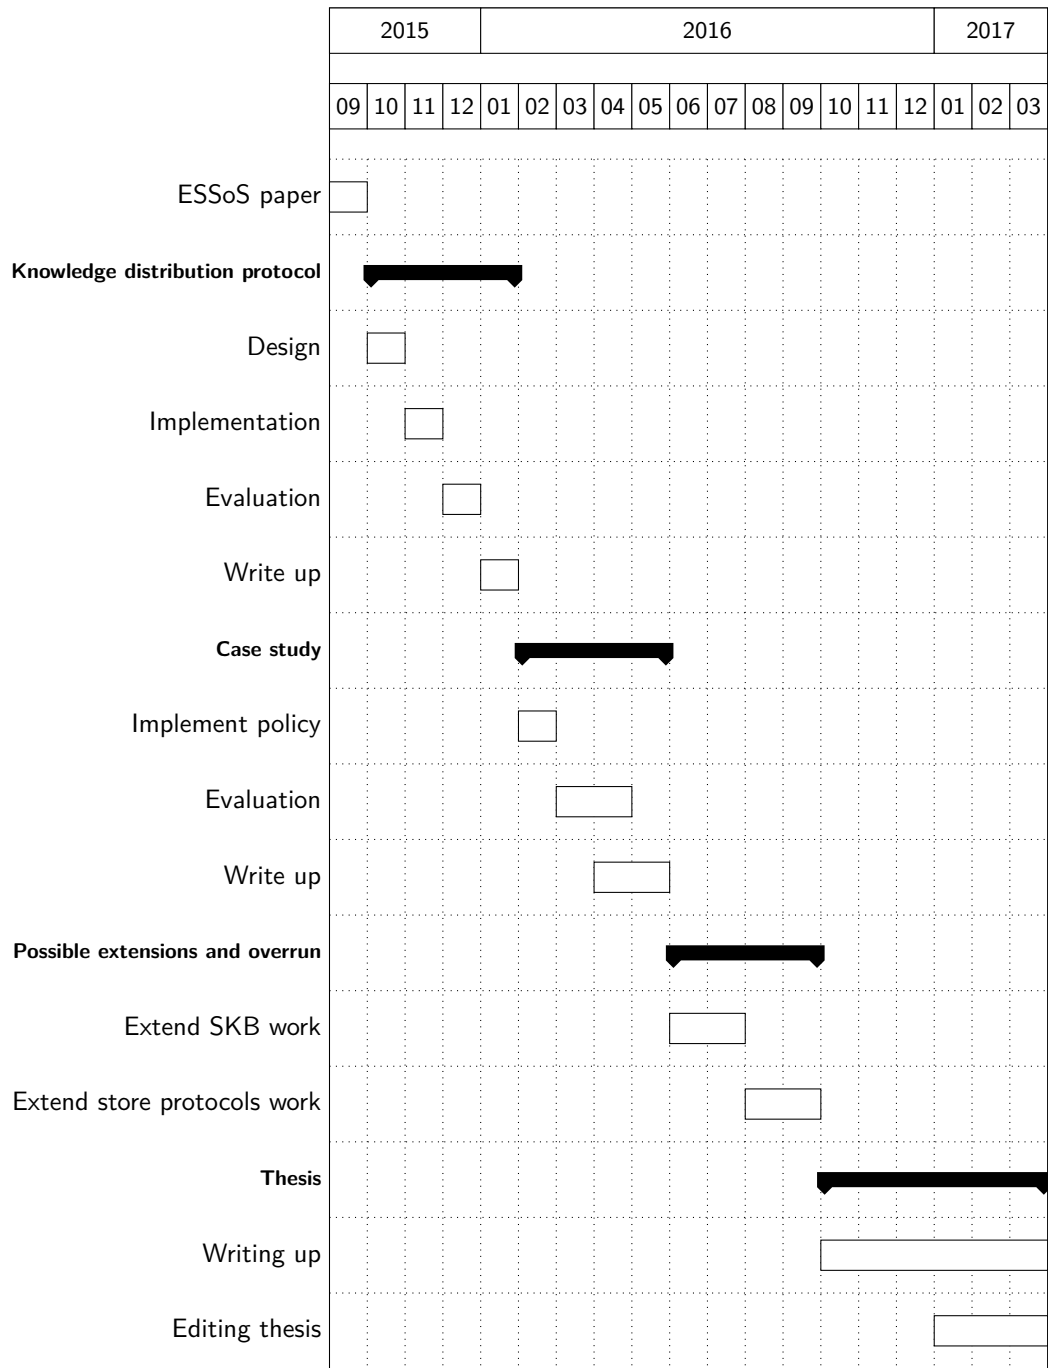 2015 2016 2017
09 10 11 12 01 02 03 04 05 06 07 08 09 10 11 12 01 02 03
ESSoS paper
Knowledge distribution protocol
Design
Implementation
Evaluation
Write up
Case study
Implement policy
Evaluation
Write up
Possible extensions and overrun
Extend SKB work
Extend store protocols work
Thesis
Writing up
Editing thesis